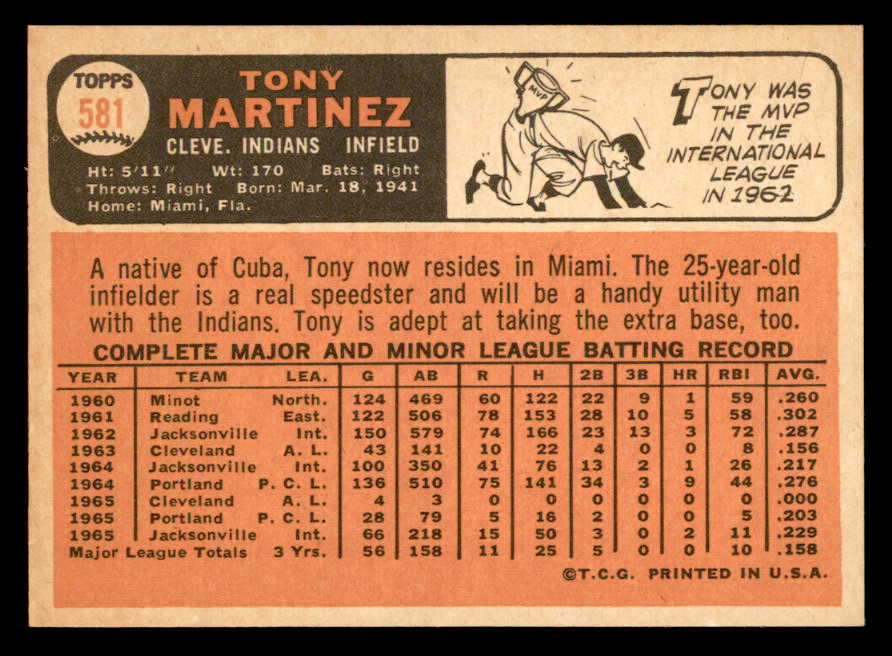 TOPPS
581
TONY
MARTINEZ
CLEVE. INDIANS INFIELD
Ht: 5'11" Wt: 170 Bats: Right
Throws: Right Born: Mar. 18, 1941
Home: Miami, Fla.
MVP
TONY WAS
THE MVP
IN THE
INTERNATIONAL
LEAGUE
IN 1962
A native of Cuba, Tony now resides in Miami. The 25-year-old
infielder is a real speedster and will be a handy utility man
with the Indians. Tony is adept at taking the extra base, too.
COMPLETE MAJOR AND MINOR LEAGUE BATTING RECORD
YEAR TEAM LEA. G AB R H 2B 3B HR RBI AVG.
1960 Minot North. 124 469 60 122 22 9 1 59 .260
1961 Reading East. 122 506 78 153 28 10 5 58 .302
1962 Jacksonville Int. 150 579 74 166 23 13 3 72 .287
1963 Cleveland A. L. 43 141 10 22 4 0 0 8 .156
1964 Jacksonville Int. 100 350 41 76 13 2 1 26 .217
1964 Portland P. C. L. 136 510 75 141 34 3 9 44 .276
1965 Cleveland A. L. 4 3 0 0 0 0 0 0 .000
1965 Portland P. C. L. 28 79 5 16 2 0 0 5 .203
1965 Jacksonville Int. 66 218 15 50 3 0 2 11 .229
Major League Totals 3 Yrs. 56 158 11 25 5 0 0 10 .158
©T.C.G. PRINTED IN U.S.A.